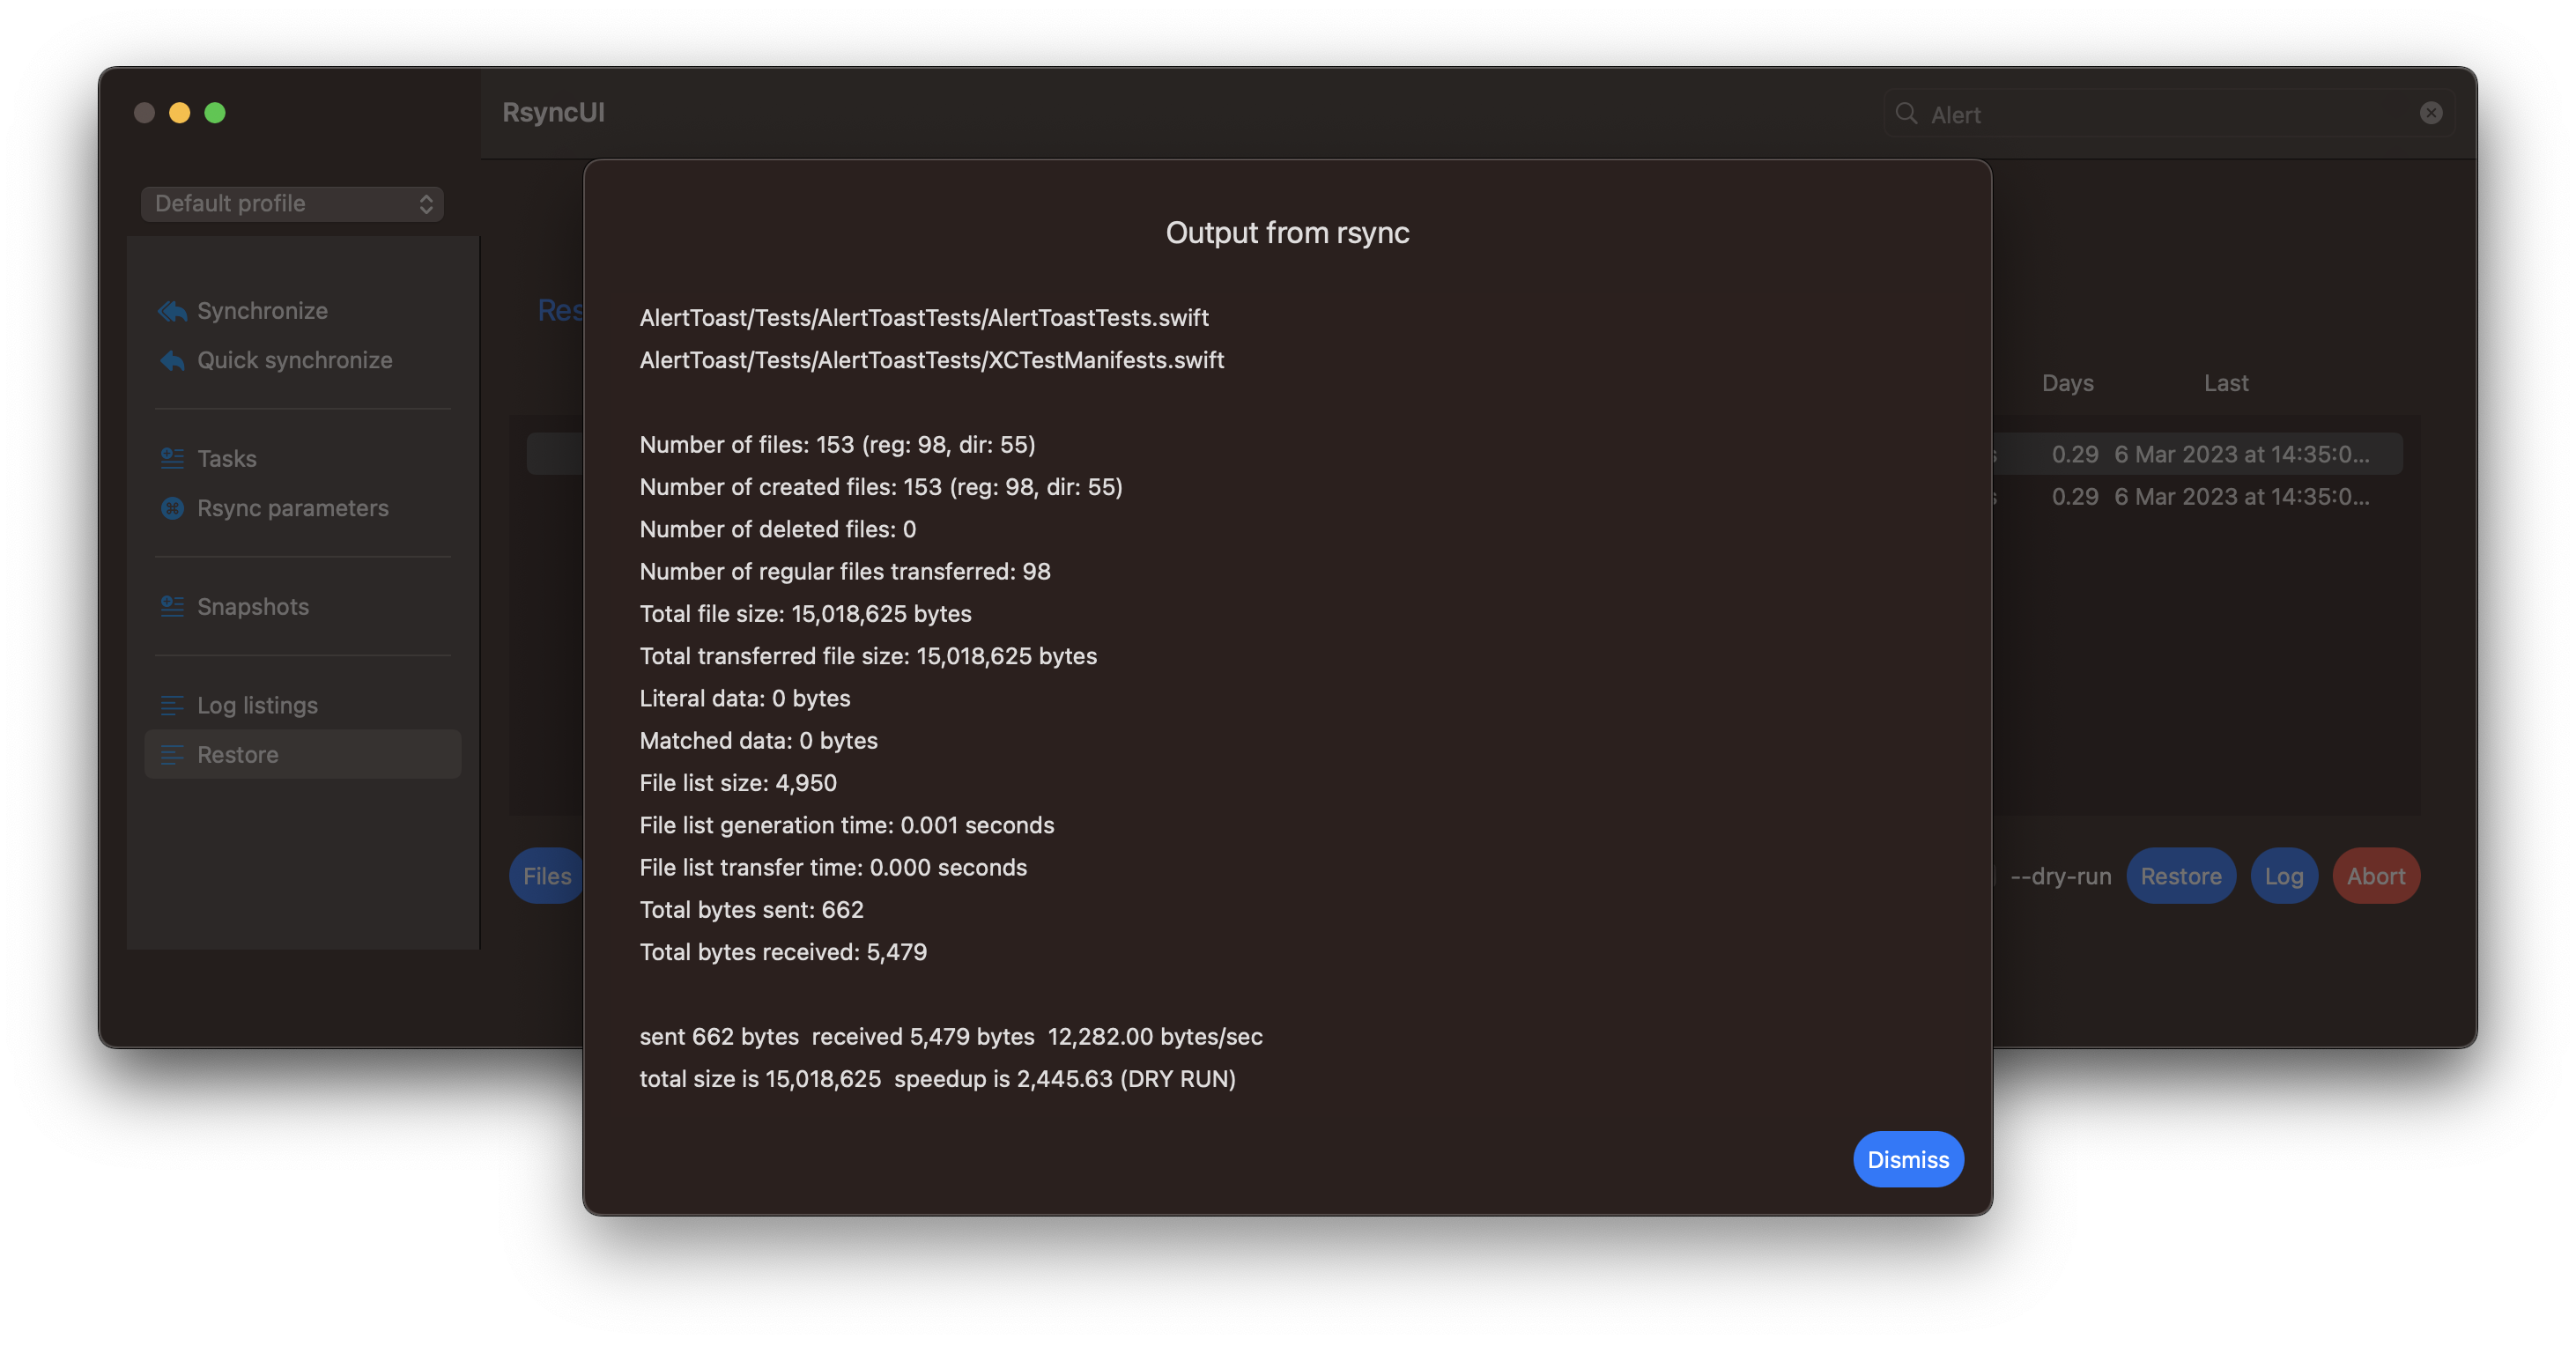 RsyncUI
Alert
Default profile
Synchronize
Quick synchronize
Tasks
Rsync parameters
Snapshots
Log listings
Restore
Output from rsync
AlertToast/Tests/AlertToastTests/AlertToastTests.swift
AlertToast/Tests/AlertToastTests/XCTestManifests.swift
Number of files: 153 (reg: 98, dir: 55)
Number of created files: 153 (reg: 98, dir: 55)
Number of deleted files: 0
Number of regular files transferred: 98
Total file size: 15,018,625 bytes
Total transferred file size: 15,018,625 bytes
Literal data: 0 bytes
Matched data: 0 bytes
File list size: 4,950
File list generation time: 0.001 seconds
File list transfer time: 0.000 seconds
Total bytes sent: 662
Total bytes received: 5,479
sent 662 bytes  received 5,479 bytes  12,282.00 bytes/sec
total size is 15,018,625  speedup is 2,445.63 (DRY RUN)
Dismiss
Days Last
0.29 6 Mar 2023 at 14:35:0...
0.29 6 Mar 2023 at 14:35:0...
Files
--dry-run Restore Log Abort